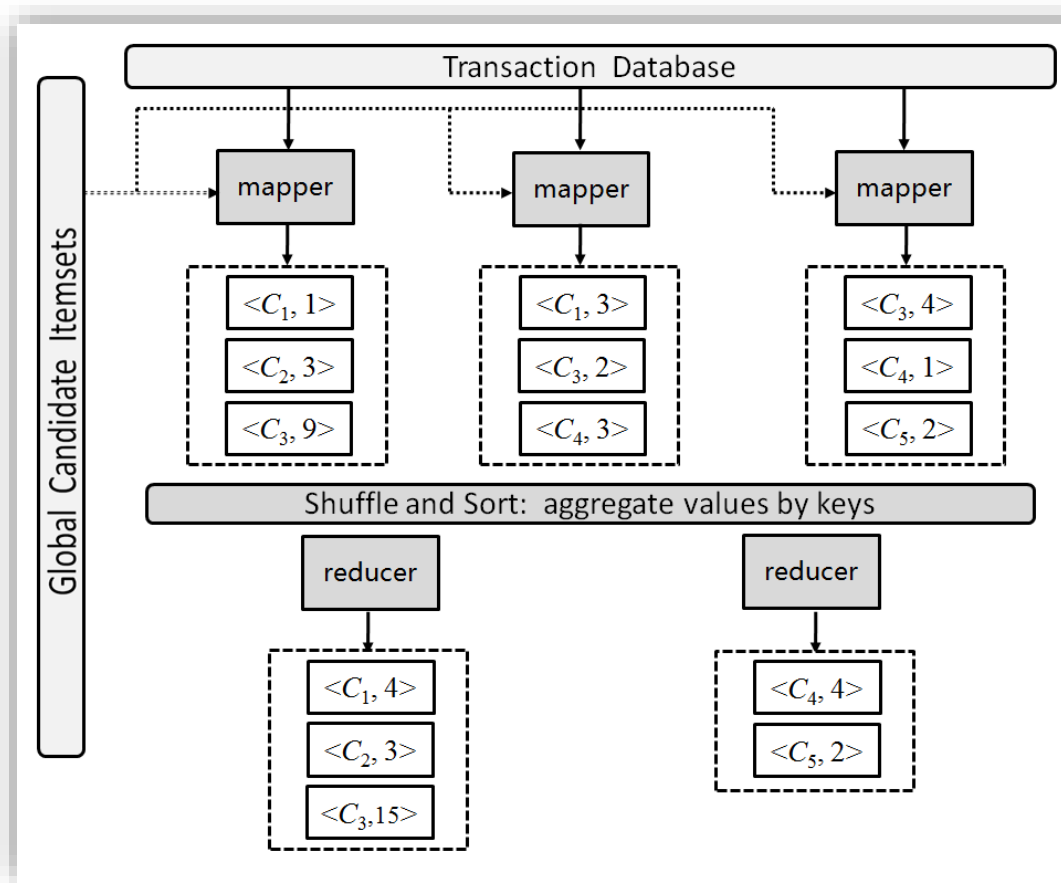 Transaction Database
Global Candidate Itemsets
mapper
mapper
mapper
<C₁, 1>
<C₂, 3>
<C₃, 9>
<C₁, 3>
<C₃, 2>
<C₄, 3>
<C₃, 4>
<C₄, 1>
<C₅, 2>
Shuffle and Sort: aggregate values by keys
reducer
reducer
<C₁, 4>
<C₂, 3>
<C₃,15>
<C₄, 4>
<C₅, 2>